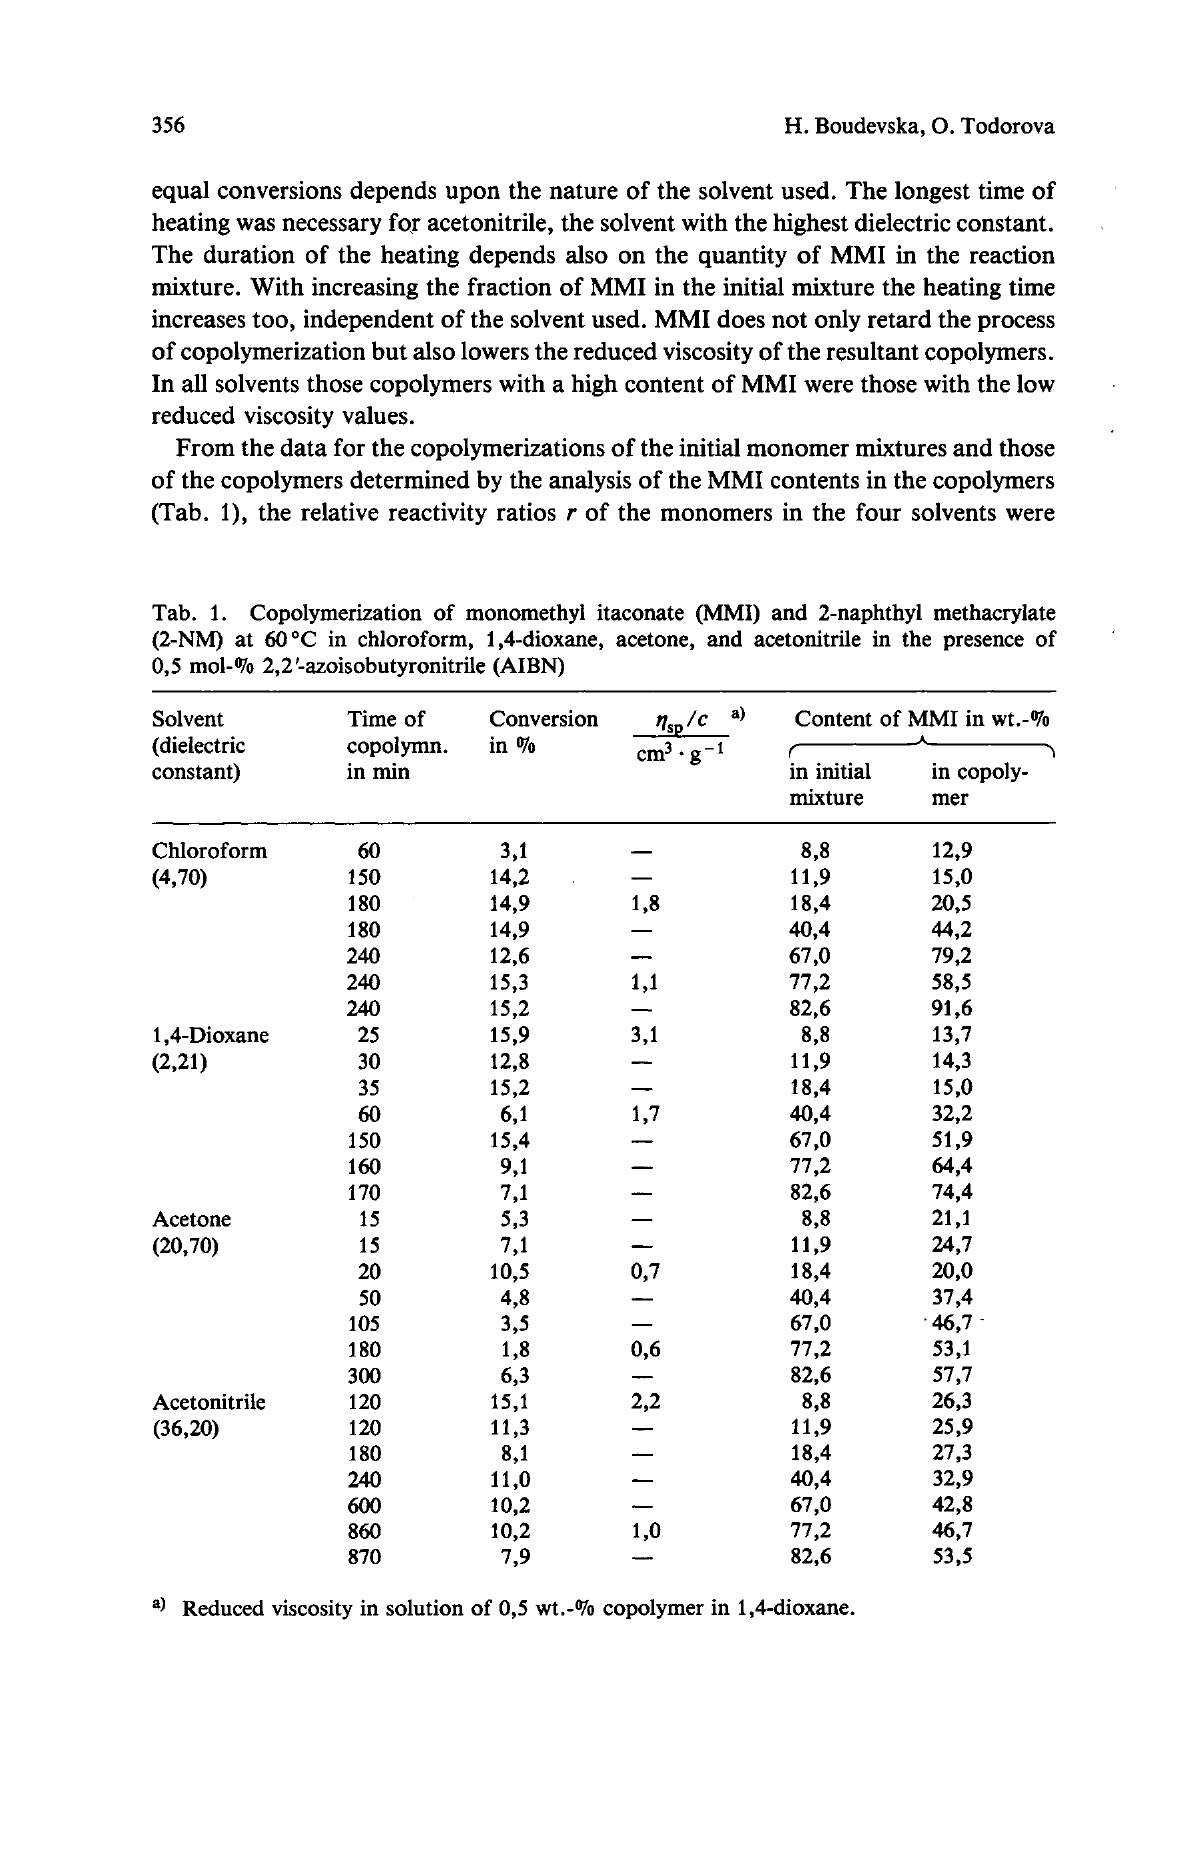 356 H. Boudevska, O. Todorova
equal conversions depends upon the nature of the solvent used. The longest time of
heating was necessary for acetonitrile, the solvent with the highest dielectric constant.
The duration of the heating depends also on the quantity of MMI in the reaction
mixture. With increasing the fraction of MMI in the initial mixture the heating time
increases too, independent of the solvent used. MMI does not only retard the process
of copolymerization but also lowers the reduced viscosity of the resultant copolymers.
In all solvents those copolymers with a high content of MMI were those with the low
reduced viscosity values.
From the data for the copolymerizations of the initial monomer mixtures and those
of the copolymers determined by the analysis of the MMI contents in the copolymers
(Tab. 1), the relative reactivity ratios r of the monomers in the four solvents were
Tab. 1. Copolymerization of monomethyl itaconate (MMI) and 2-naphthyl methacrylate
(2-NM) at 60 °C in chloroform, 1,4-dioxane, acetone, and acetonitrile in the presence of
0,5 mol-% 2,2′-azoisobutyronitrile (AIBN)
Solvent Time of Conversion ηsp/c a) Content of MMI in wt.-%
(dielectric copolymn. in % cm³ · g⁻¹
constant) in min in initial in copoly-
mixture mer
Chloroform 60 3,1 — 8,8 12,9
(4,70) 150 14,2 — 11,9 15,0
180 14,9 1,8 18,4 20,5
180 14,9 — 40,4 44,2
240 12,6 — 67,0 79,2
240 15,3 1,1 77,2 58,5
240 15,2 — 82,6 91,6
1,4-Dioxane 25 15,9 3,1 8,8 13,7
(2,21) 30 12,8 — 11,9 14,3
35 15,2 — 18,4 15,0
60 6,1 1,7 40,4 32,2
150 15,4 — 67,0 51,9
160 9,1 — 77,2 64,4
170 7,1 — 82,6 74,4
Acetone 15 5,3 — 8,8 21,1
(20,70) 15 7,1 — 11,9 24,7
20 10,5 0,7 18,4 20,0
50 4,8 — 40,4 37,4
105 3,5 — 67,0 46,7
180 1,8 0,6 77,2 53,1
300 6,3 — 82,6 57,7
Acetonitrile 120 15,1 2,2 8,8 26,3
(36,20) 120 11,3 — 11,9 25,9
180 8,1 — 18,4 27,3
240 11,0 — 40,4 32,9
600 10,2 — 67,0 42,8
860 10,2 1,0 77,2 46,7
870 7,9 — 82,6 53,5
a) Reduced viscosity in solution of 0,5 wt.-% copolymer in 1,4-dioxane.